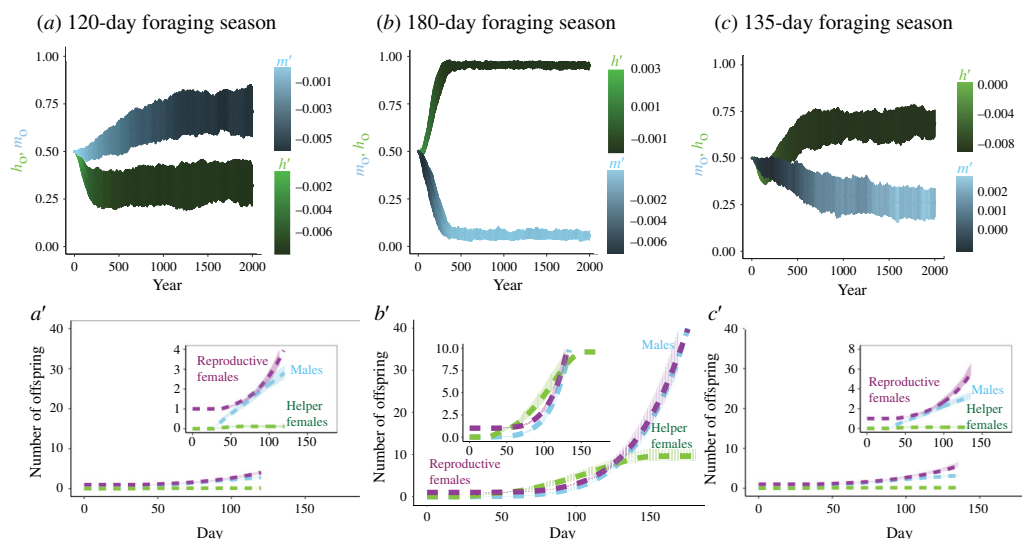 (a) 120-day foraging season
(b) 180-day foraging season
(c) 135-day foraging season
1.00
0.75
0.50
0.25
0.00
hO, mO
0
500
1000
1500
2000
Year
m′
–0.001
–0.003
–0.005
h′
–0.002
–0.004
–0.006
1.00
0.75
0.50
0.25
0.00
mO, hO
0
500
1000
1500
2000
Year
h′
0.003
0.001
–0.001
m′
–0.002
–0.004
–0.006
1.00
0.75
0.50
0.25
0.00
mO, hO
0
500
1000
1500
2000
Year
h′
0.000
–0.004
–0.008
m′
0.002
0.001
0.000
a′
40
30
20
10
0
Number of offspring
0
50
100
150
Day
4
3
2
1
0
0
50
100
150
Reproductive
females
Males
Helper
females
b′
40
30
20
10
0
Number of offspring
0
50
100
150
Day
10.0
7.5
5.0
2.5
0.0
0
50
100
150
Males
Helper
females
Reproductive
females
c′
40
30
20
10
0
Number of offspring
0
50
100
150
Day
8
6
4
2
0
0
50
100
150
Reproductive
females
Males
Helper
females